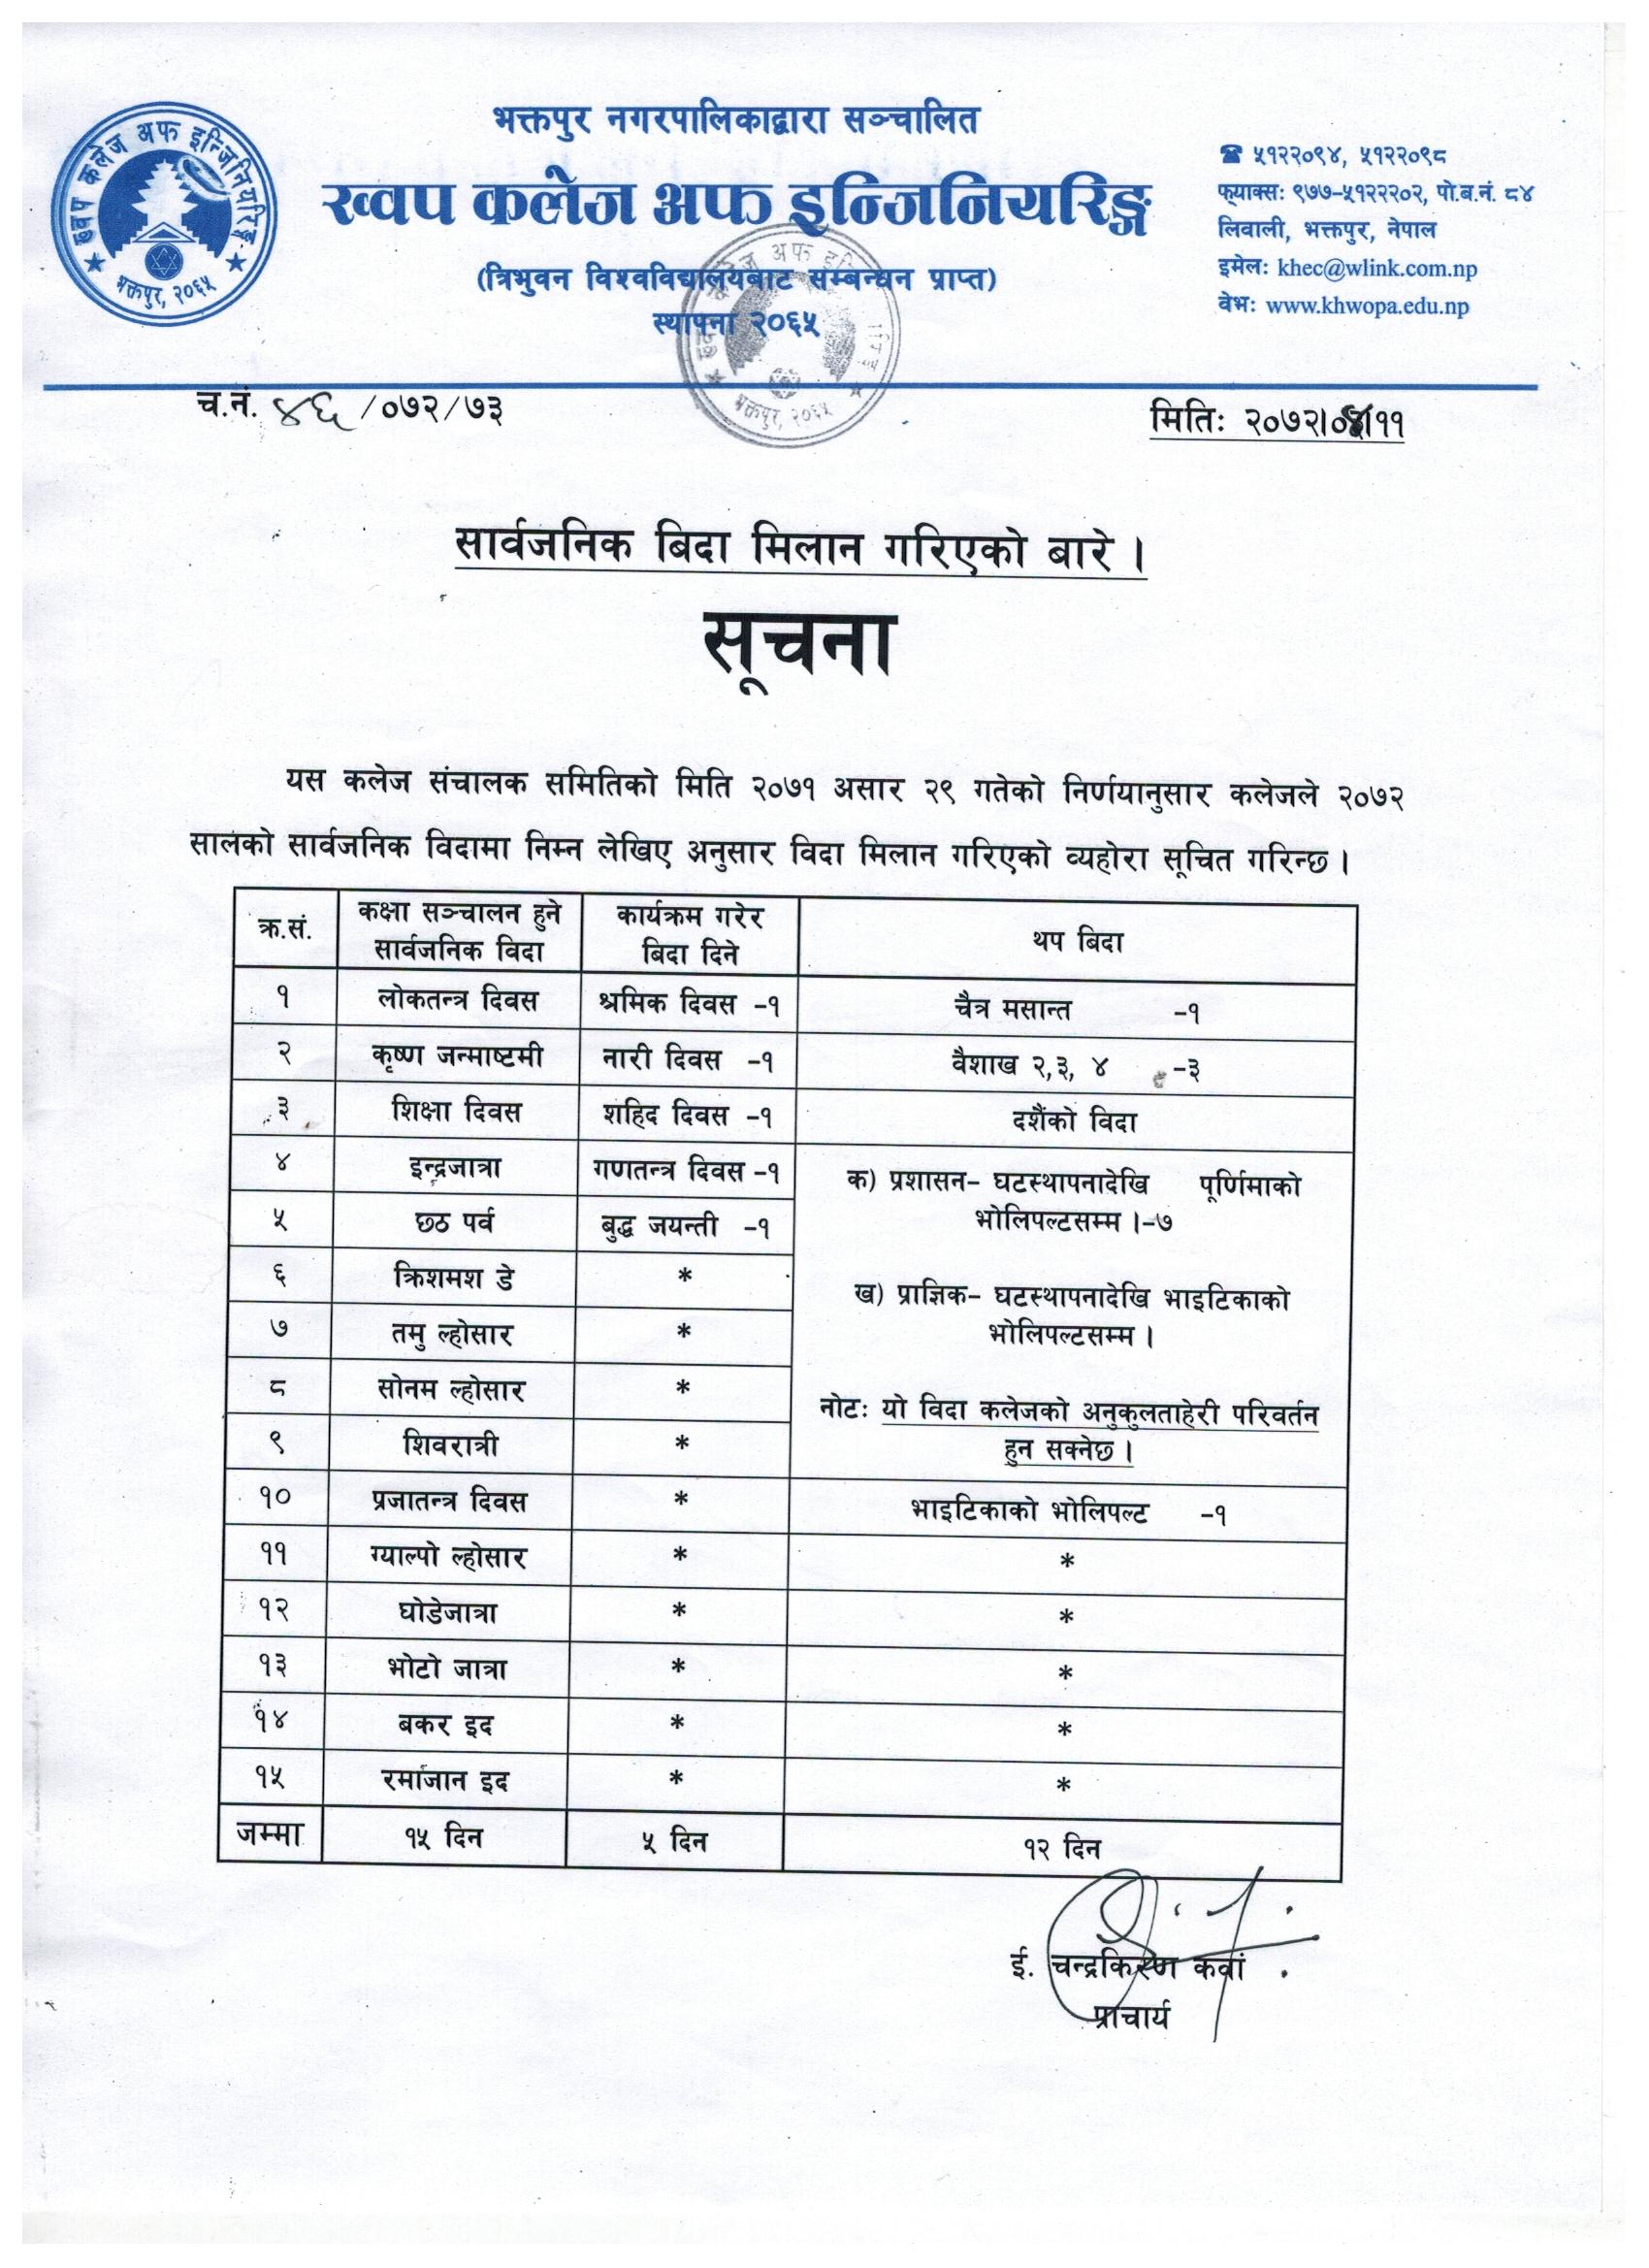 ख्वप कलेज अफ इन्जिनियरिङ्ग
भक्तपुर, २०६५
भक्तपुर नगरपालिकाद्वारा सञ्चालित
ख्वप कलेज अफ इन्जिनियरिङ्ग
(त्रिभुवन विश्वविद्यालयबाट सम्बन्धन प्राप्त)
स्थापना २०६५
☎ ५१२२०९४, ५१२२०९८
फ्याक्सः ९७७–५१२२२०२, पो.ब.नं. ८४
लिवाली, भक्तपुर, नेपाल
इमेलः khec@wlink.com.np
वेभः www.khwopa.edu.np
भक्तपुर, २०६५
च.नं. ४६ /०७२/७३
मितिः २०७२।०४।११
सार्वजनिक बिदा मिलान गरिएको बारे ।
सूचना
यस कलेज संचालक समितिको मिति २०७१ असार २९ गतेको निर्णयानुसार कलेजले २०७२
सालको सार्वजनिक विदामा निम्न लेखिए अनुसार विदा मिलान गरिएको व्यहोरा सूचित गरिन्छ ।
क्र.सं. कक्षा सञ्चालन हुने सार्वजनिक विदा कार्यक्रम गरेर बिदा दिने थप बिदा
१ लोकतन्त्र दिवस श्रमिक दिवस -१ चैत्र मसान्त -१
२ कृष्ण जन्माष्टमी नारी दिवस -१ वैशाख २,३, ४ -३
३ शिक्षा दिवस शहिद दिवस -१ दशैंको विदा
४ इन्द्रजात्रा गणतन्त्र दिवस -१ क) प्रशासन– घटस्थापनादेखि पूर्णिमाको
५ छठ पर्व बुद्ध जयन्ती -१ भोलिपल्टसम्म ।-७
६ क्रिशमश डे * ख) प्राज्ञिक– घटस्थापनादेखि भाइटिकाको
७ तमु ल्होसार * भोलिपल्टसम्म ।
८ सोनम ल्होसार * नोटः यो विदा कलेजको अनुकुलताहेरी परिवर्तन
९ शिवरात्री * हुन सक्नेछ ।
१० प्रजातन्त्र दिवस * भाइटिकाको भोलिपल्ट -१
११ ग्याल्पो ल्होसार * *
१२ घोडेजात्रा * *
१३ भोटो जात्रा * *
१४ बकर इद * *
१५ रमाजान इद * *
जम्मा १५ दिन ५ दिन १२ दिन
ई. चन्द्रकिरण कवां
प्राचार्य